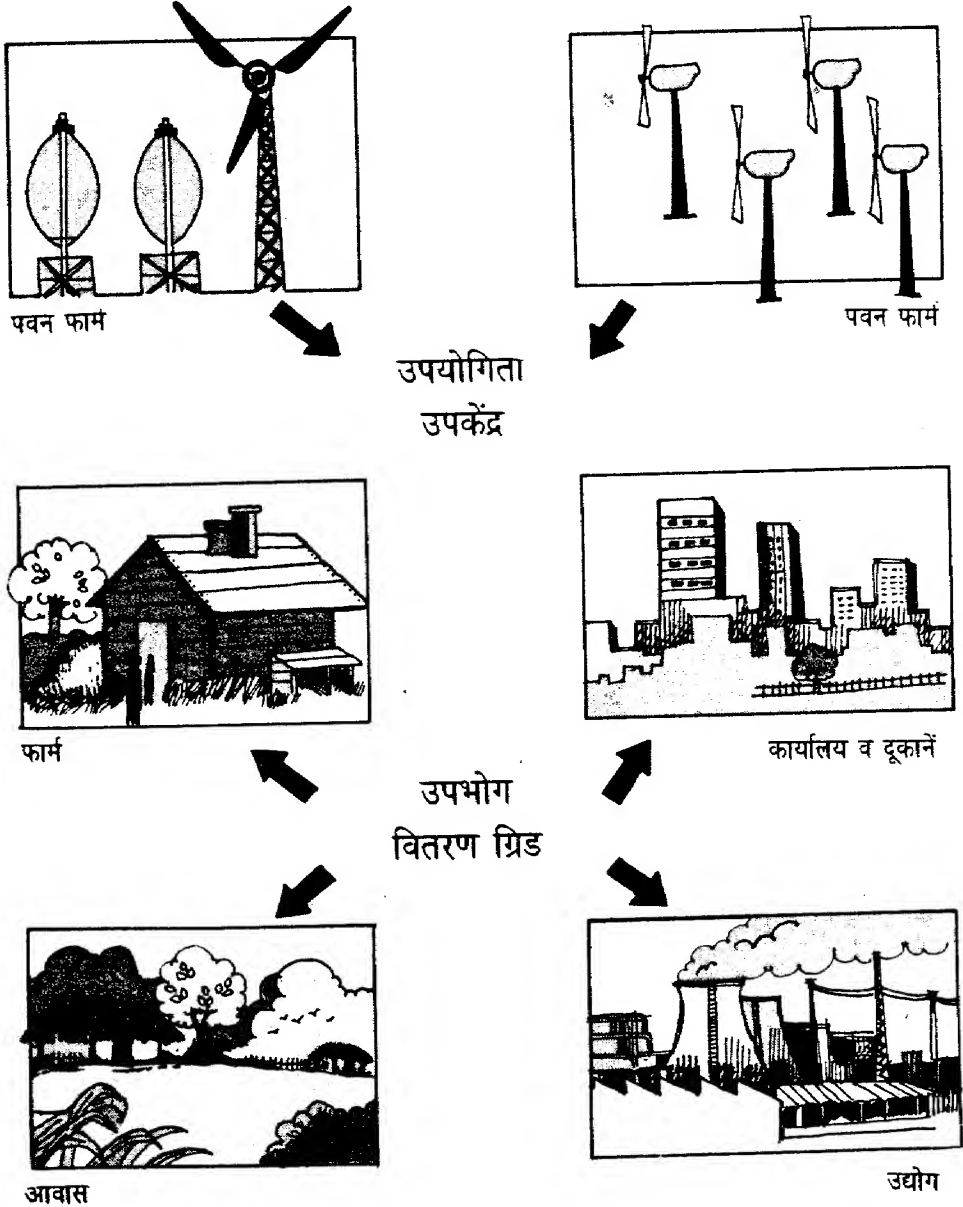 पवन फार्म
पवन फार्म
उपयोगिता
उपकेंद्र
फार्म
कार्यालय व दूकानें
उपभोग
वितरण ग्रिड
आवास
उद्योग